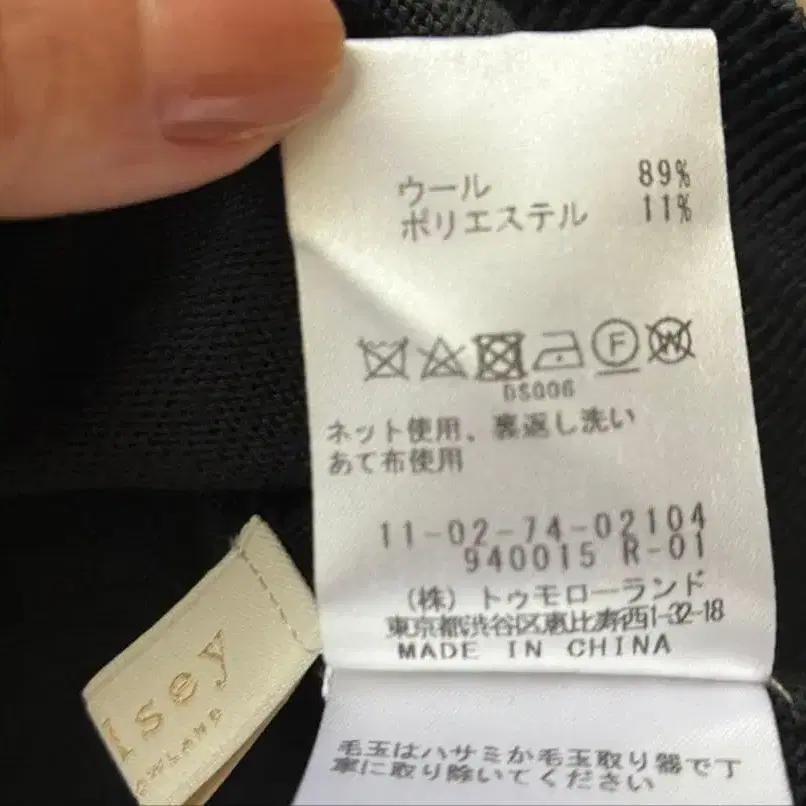 ウール 89%
ポリエステル 11%
F W
DS006
ネット使用、裏返し洗い
あて布使用
11-02-74-02104
940015 R-01
(株) トゥモローランド
東京都渋谷区恵比寿西1-32-18
MADE IN CHINA
毛玉はハサミか毛玉取り器で丁
寧に取り除いてください
lsey
OWLAND